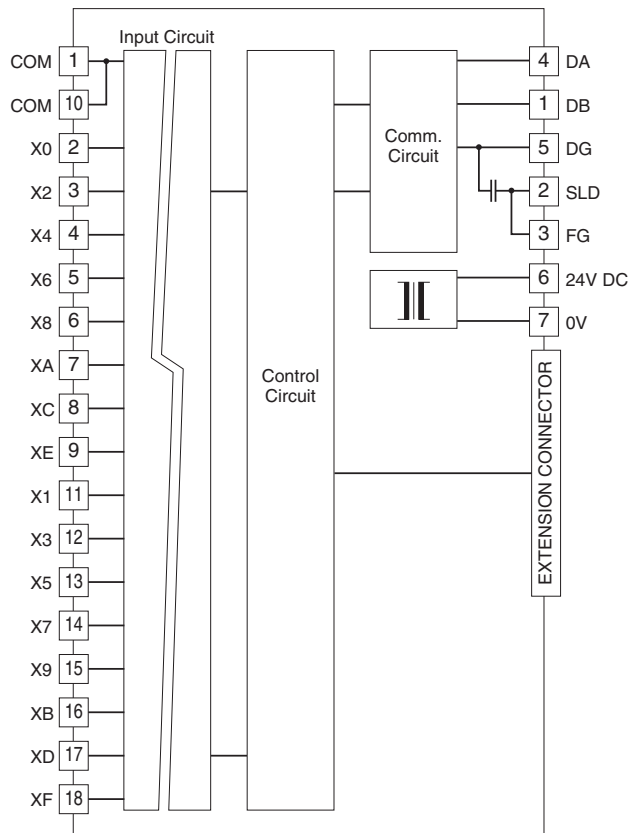 Input Circuit
COM 1
COM 10
X0 2
X2 3
X4 4
X6 5
X8 6
XA 7
XC 8
XE 9
X1 11
X3 12
X5 13
X7 14
X9 15
XB 16
XD 17
XF 18
Control
Circuit
Comm.
Circuit
4 DA
1 DB
5 DG
2 SLD
3 FG
6 24V DC
7 0V
EXTENSION CONNECTOR